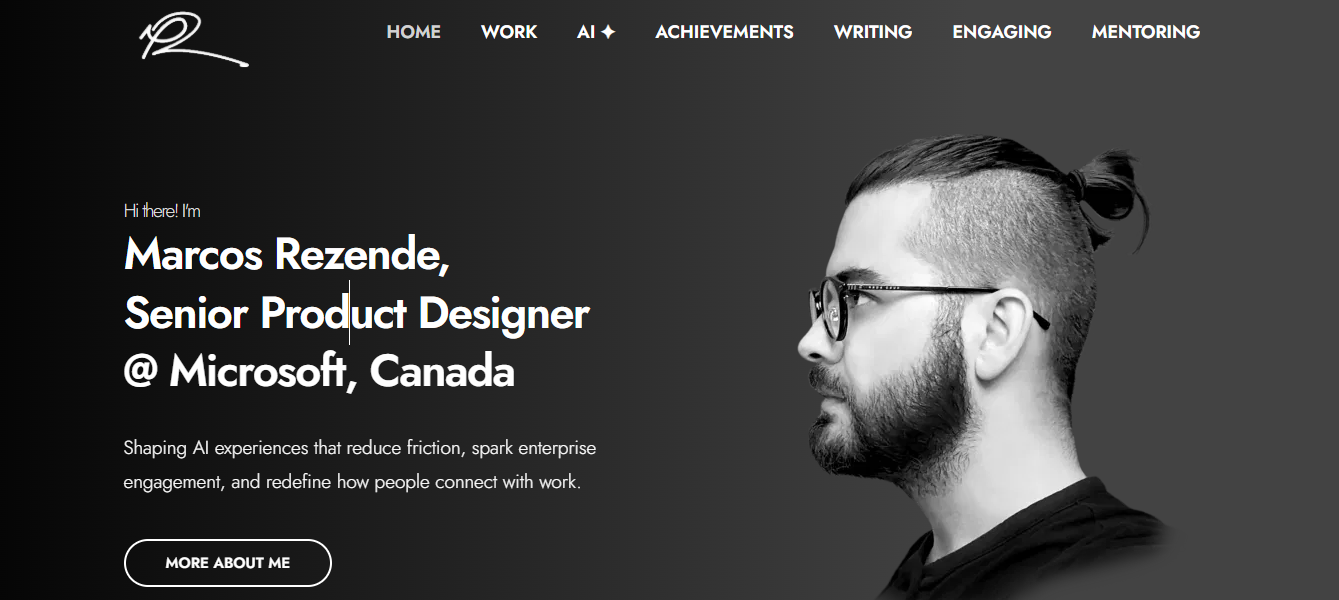 HOME WORK AI ✦ ACHIEVEMENTS WRITING ENGAGING MENTORING
Hi there! I'm
Marcos Rezende,
Senior Product Designer
@ Microsoft, Canada
Shaping AI experiences that reduce friction, spark enterprise
engagement, and redefine how people connect with work.
MORE ABOUT ME